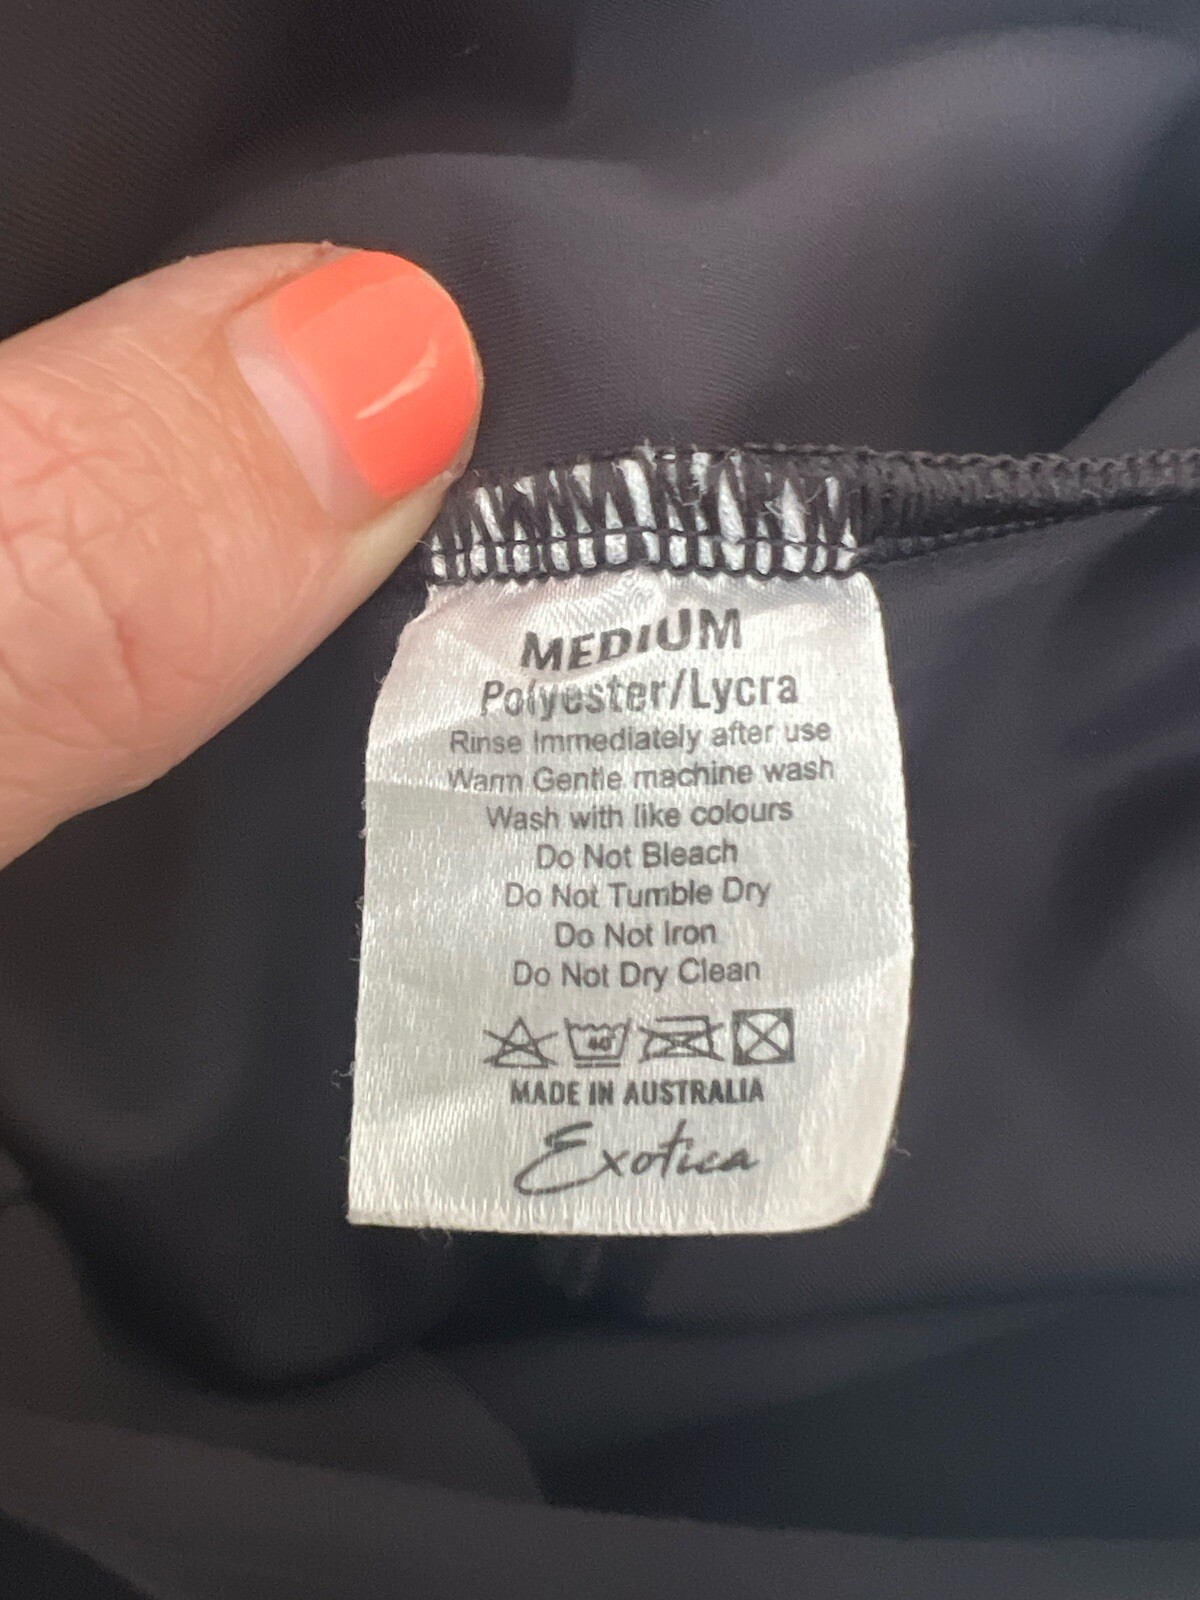 MEDIUM
Polyester/Lycra
Rinse Immediately after use
Warm Gentle machine wash
Wash with like colours
Do Not Bleach
Do Not Tumble Dry
Do Not Iron
Do Not Dry Clean
40°
MADE IN AUSTRALIA
Exotica